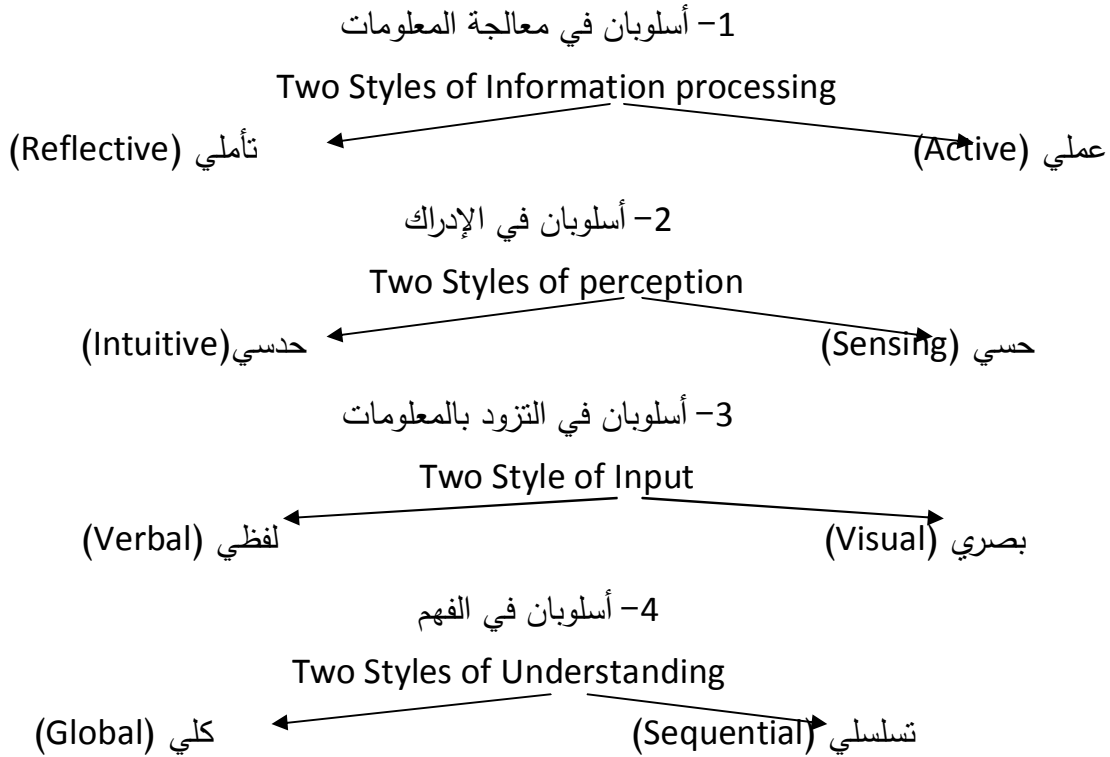 1- أسلوبان في معالجة المعلومات
Two Styles of Information processing
عملي (Active) تأملي (Reflective)
2- أسلوبان في الإدراك
Two Styles of perception
حسي (Sensing) حدسي(Intuitive)
3- أسلوبان في التزود بالمعلومات
Two Style of Input
بصري (Visual) لفظي (Verbal)
4- أسلوبان في الفهم
Two Styles of Understanding
تسلسلي (Sequential) كلي (Global)